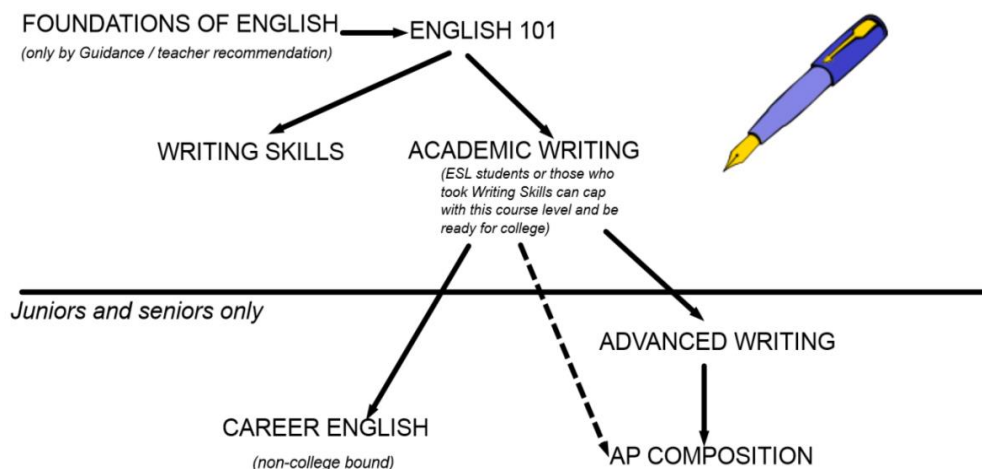 FOUNDATIONS OF ENGLISH
(only by Guidance / teacher recommendation)
ENGLISH 101
WRITING SKILLS
ACADEMIC WRITING
(ESL students or those who
took Writing Skills can cap
with this course level and be
ready for college)
Juniors and seniors only
ADVANCED WRITING
CAREER ENGLISH
(non-college bound)
AP COMPOSITION